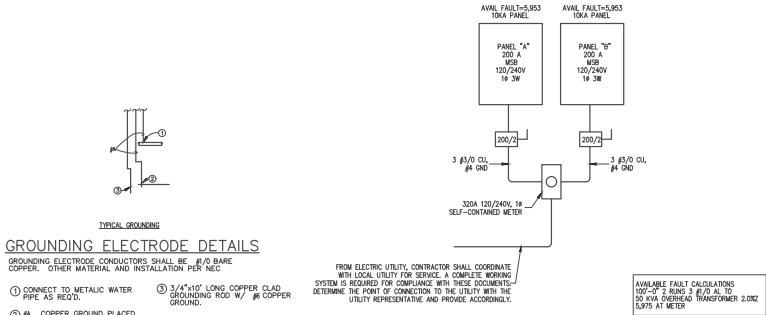 AVAIL FAULT=5,953
10KA PANEL
AVAIL FAULT=5,953
10KA PANEL
PANEL "A"
200 A
MSB
120/240V
1ø 3W
PANEL "B"
200 A
MSB
120/240V
1ø 3W
200/2
200/2
3 #3/0 CU,
#4 GND
3 #3/0 CU,
#4 GND
320A 120/240V, 1ø
SELF-CONTAINED METER
#4
1
2
3
TYPICAL GROUNDING
GROUNDING ELECTRODE DETAILS
GROUNDING ELECTRODE CONDUCTORS SHALL BE #1/0 BARE
COPPER. OTHER MATERIAL AND INSTALLATION PER NEC
1 CONNECT TO METALIC WATER
PIPE AS REQ'D.
2 #4 COPPER GROUND PLACED
3 3/4"x10' LONG COPPER CLAD
GROUNDING ROD W/ #6 COPPER
GROUND.
FROM ELECTRIC UTILITY, CONTRACTOR SHALL COORDINATE
WITH LOCAL UTILITY FOR SERVICE. A COMPLETE WORKING
SYSTEM IS REQUIRED FOR COMPLIANCE WITH THESE DOCUMENTS.
DETERMINE THE POINT OF CONNECTION TO THE UTILITY WITH THE
UTILITY REPRESENTATIVE AND PROVIDE ACCORDINGLY.
AVAILABLE FAULT CALCULATIONS
100'-0" 2 RUNS 3 #1/0 AL TO
50 KVA OVERHEAD TRANSFORMER 2.0%Z
5,975 AT METER